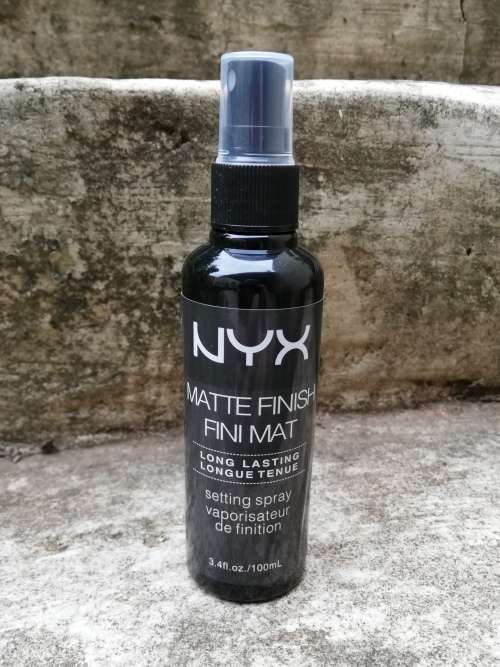 NYX
MATTE FINISH
FINI MAT
LONG LASTING
LONGUE TENUE
setting spray
vaporisateur
de finition
3.4fl.oz./100mL